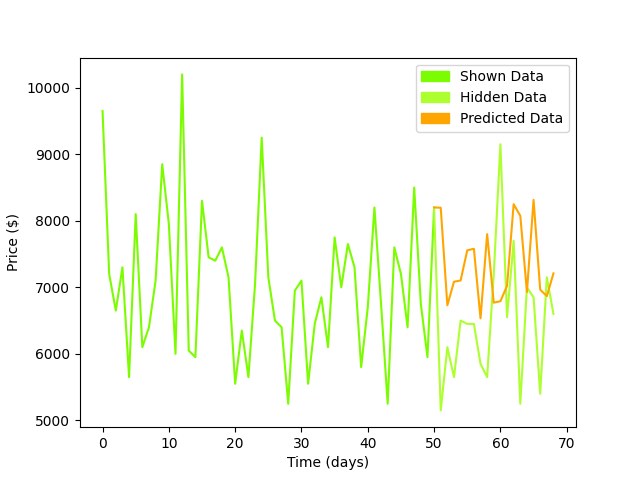 Shown Data
Hidden Data
Predicted Data
Price ($)
10000
9000
8000
7000
6000
5000
0 10 20 30 40 50 60 70
Time (days)